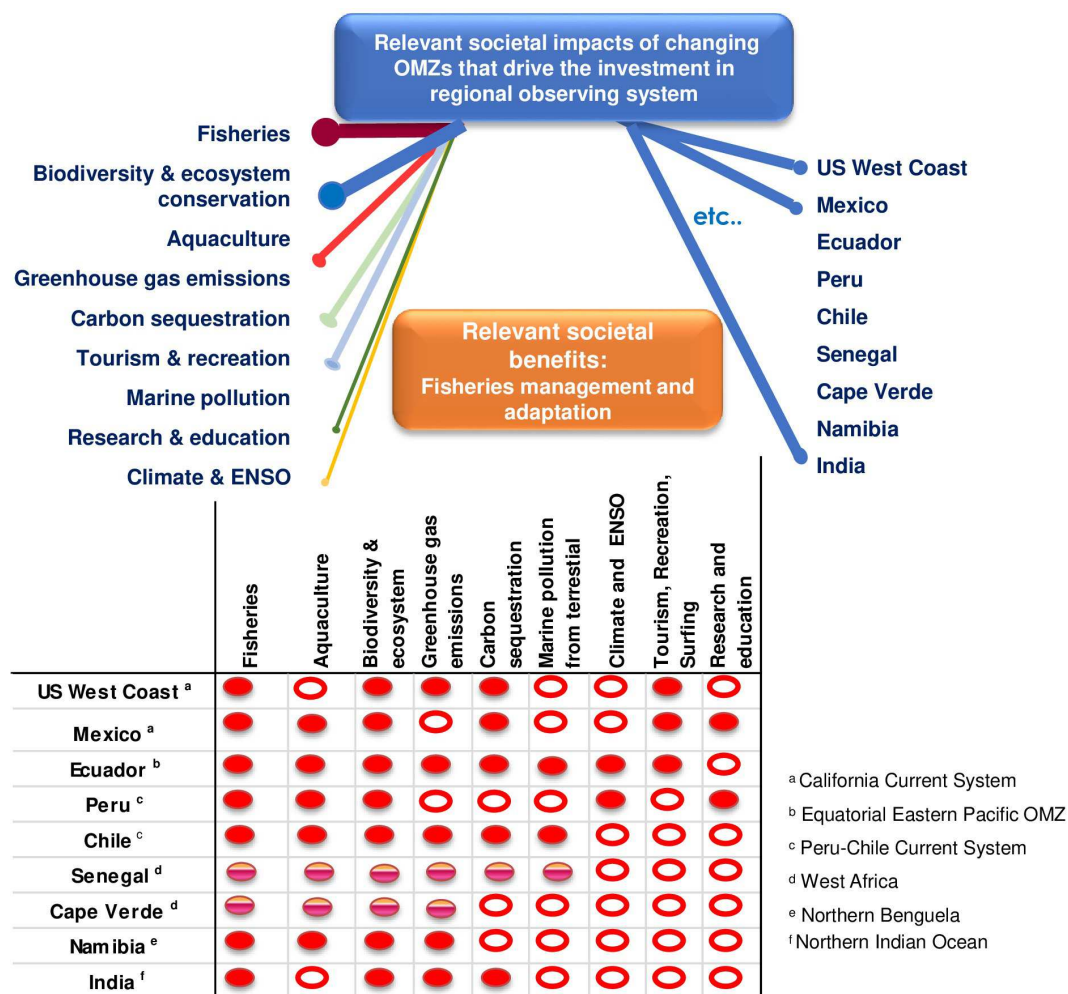 Relevant societal impacts of changing
OMZs that drive the investment in
regional observing system
Fisheries
Biodiversity & ecosystem
conservation
Aquaculture
Greenhouse gas emissions
Carbon sequestration
Tourism & recreation
Marine pollution
Research & education
Climate & ENSO
etc..
US West Coast
Mexico
Ecuador
Peru
Chile
Senegal
Cape Verde
Namibia
India
Relevant societal
benefits:
Fisheries management and
adaptation
Fisheries
Aquaculture
Biodiversity &
ecosystem
Greenhouse gas
emissions
Carbon
sequestration
Marine pollution
from terrestial
Climate and ENSO
Tourism, Recreation,
Surfing
Research and
education
US West Coast a
Mexico a
Ecuador b
Peru c
Chile c
Senegal d
Cape Verde d
Namibia e
India f
a California Current System
b Equatorial Eastern Pacific OMZ
c Peru-Chile Current System
d West Africa
e Northern Benguela
f Northern Indian Ocean